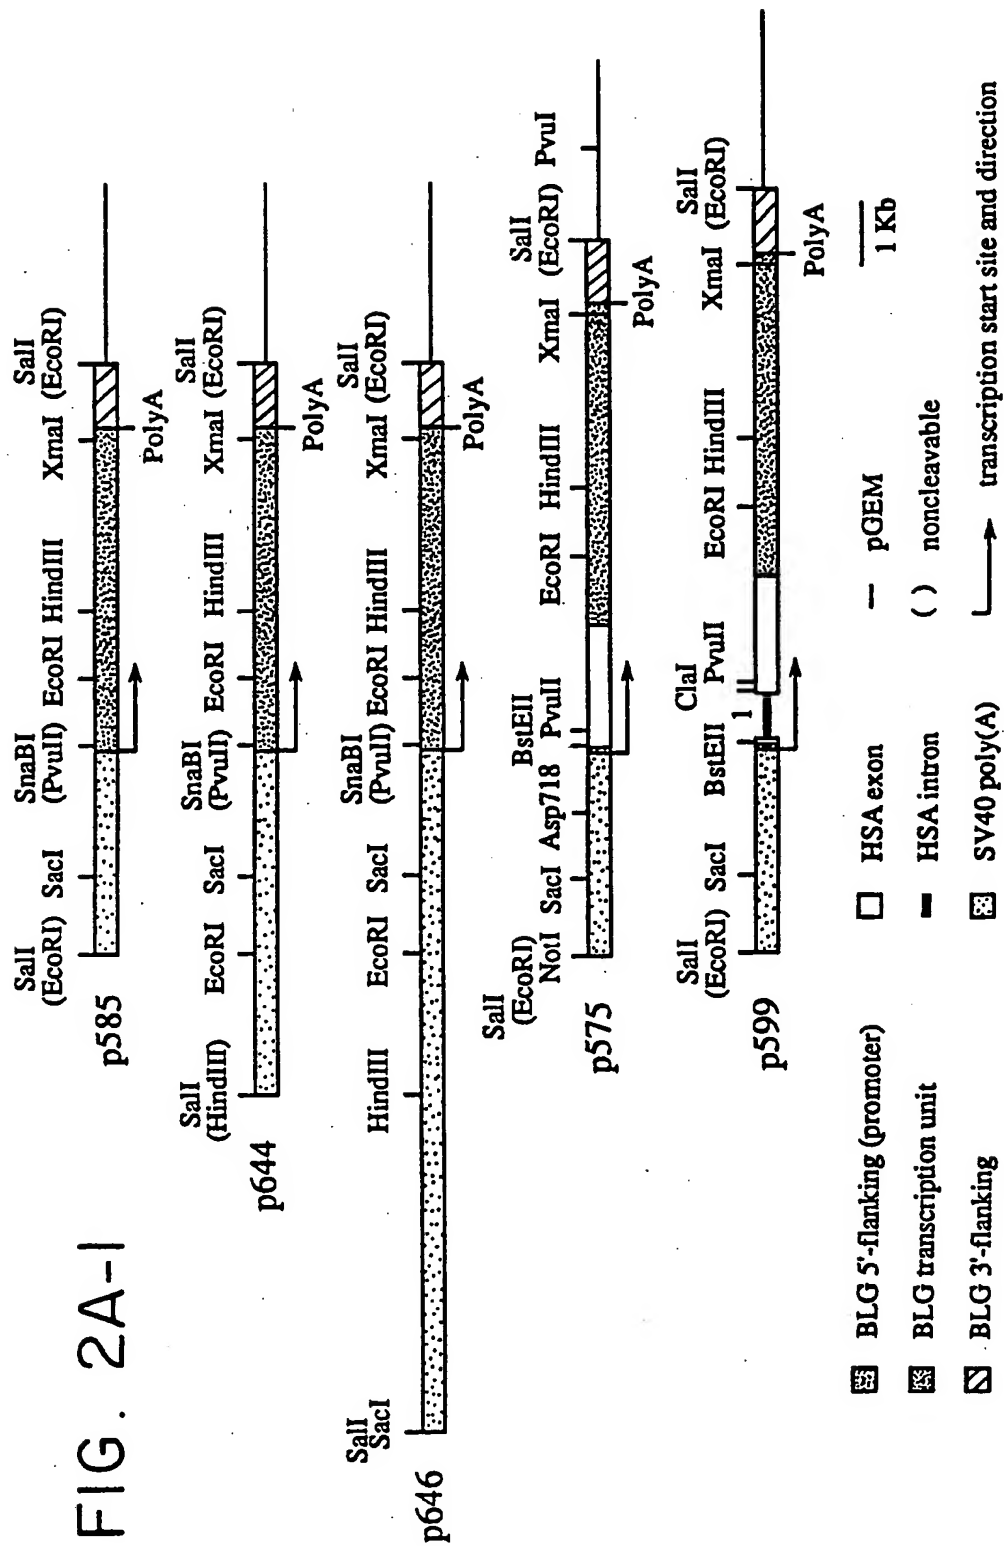 FIG. 2A-1
SalI
(EcoRI) SacI
SnaBI
(PvuII) EcoRI HindIII
XmaI
SalI
(EcoRI)
p585
PolyA
SalI
(HindIII)
EcoRI SacI
SnaBI
(PvuII)
EcoRI HindIII
XmaI
SalI
(EcoRI)
p644
PolyA
SalI
SacI
HindIII
EcoRI SacI
SnaBI
(PvuII)
EcoRI HindIII
XmaI
SalI
(EcoRI)
p646
PolyA
SalI
(EcoRI)
NotI SacI Asp718
BstEII
PvuII
EcoRI HindIII
XmaI
SalI
(EcoRI)
PvuI
p575
PolyA
SalI
(EcoRI) SacI
BstEII
1
ClaI
PvuII
EcoRI HindIII
XmaI
SalI
(EcoRI)
p599
PolyA
BLG 5'-flanking (promoter)
HSA exon
pGEM
1 Kb
BLG transcription unit
HSA intron
( ) noncleavable
BLG 3'-flanking
SV40 poly(A)
transcription start site and direction